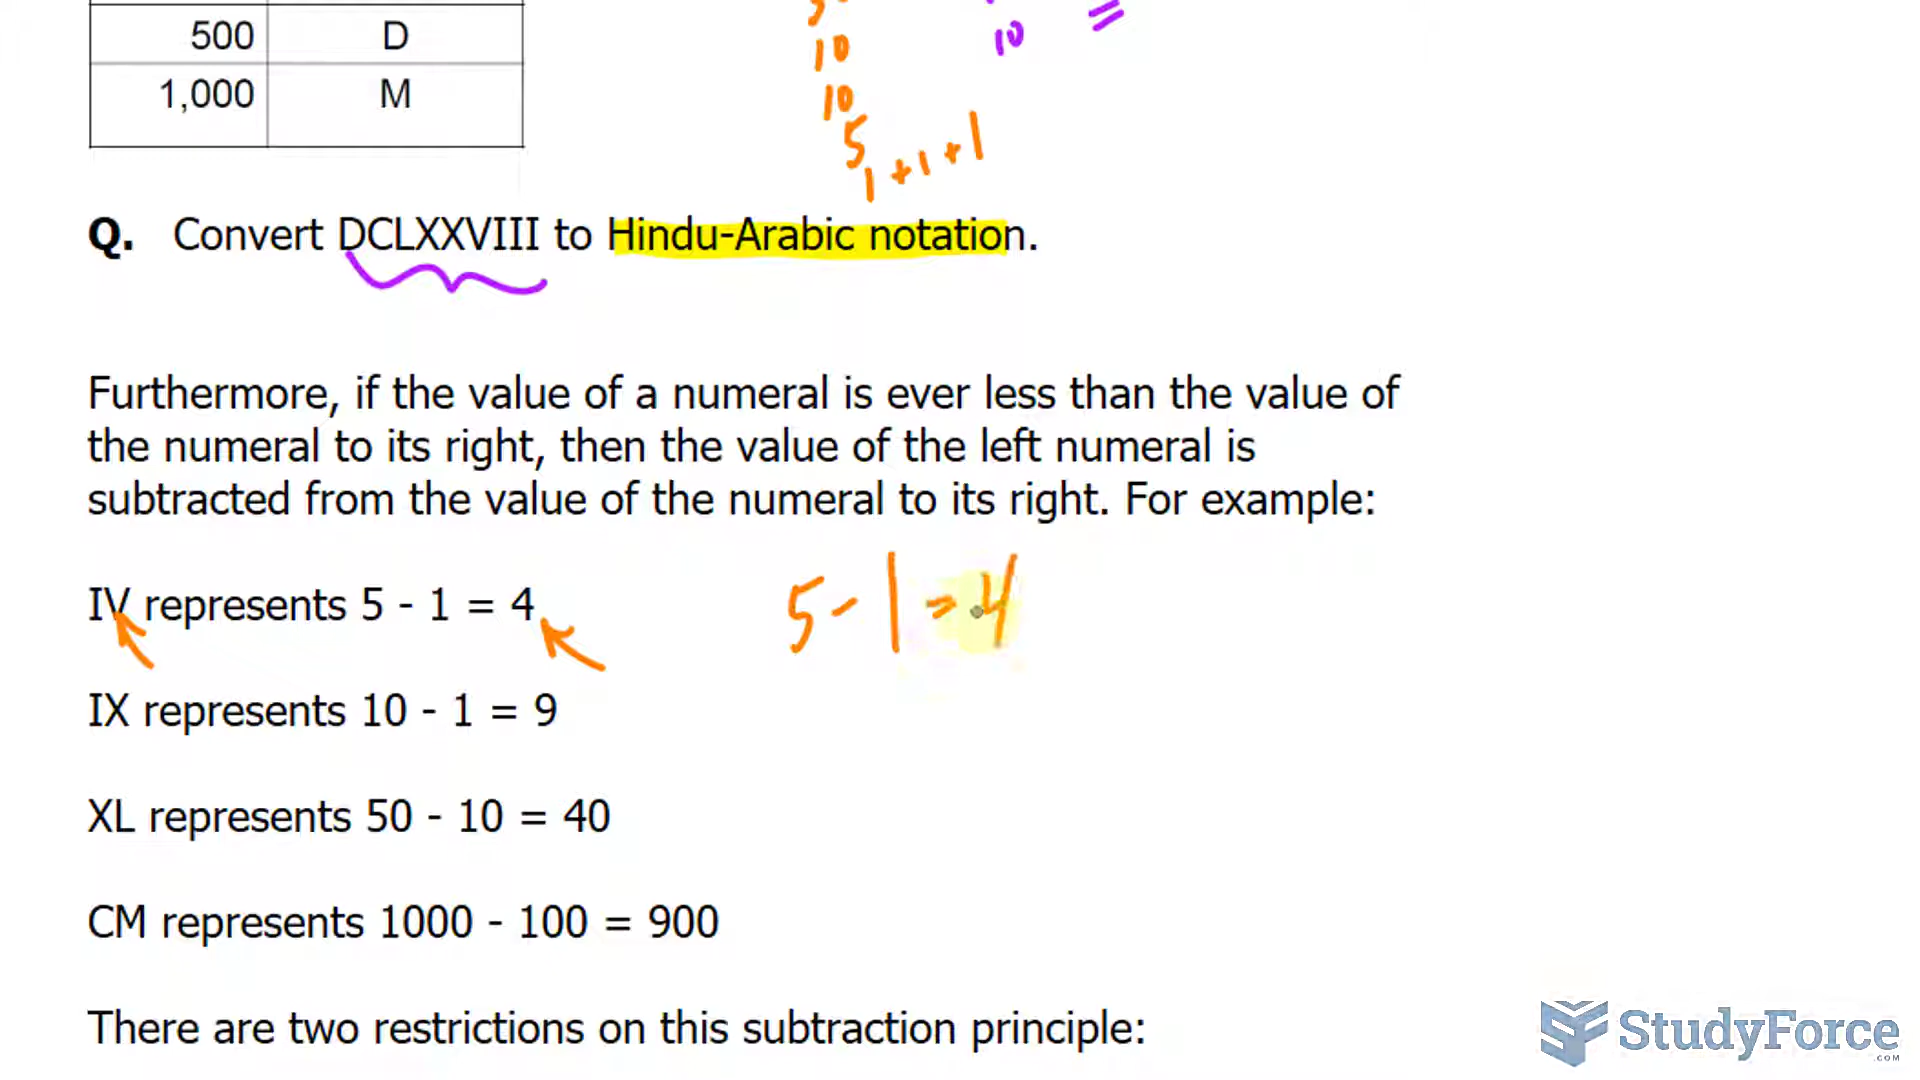 500 D
10
10 =
1,000 M
10
5
1 + 1 + 1
Q. Convert DCLXXVIII to Hindu-Arabic notation.
Furthermore, if the value of a numeral is ever less than the value of
the numeral to its right, then the value of the left numeral is
subtracted from the value of the numeral to its right. For example:
IV represents 5 - 1 = 4
5 - 1 = 4
IX represents 10 - 1 = 9
XL represents 50 - 10 = 40
CM represents 1000 - 100 = 900
There are two restrictions on this subtraction principle:
StudyForce
.COM